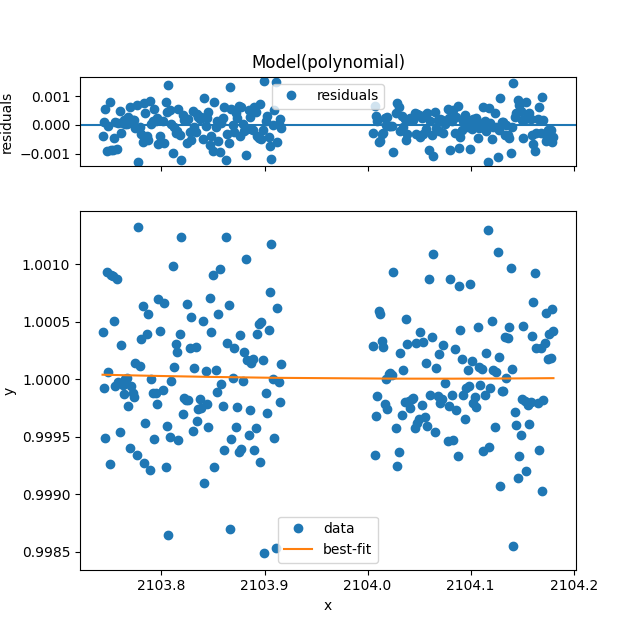 Model(polynomial)
residuals
0.001
0.000
−0.001
residuals
y
1.0010
1.0005
1.0000
0.9995
0.9990
0.9985
data
best-fit
2103.8
2103.9
2104.0
2104.1
2104.2
x